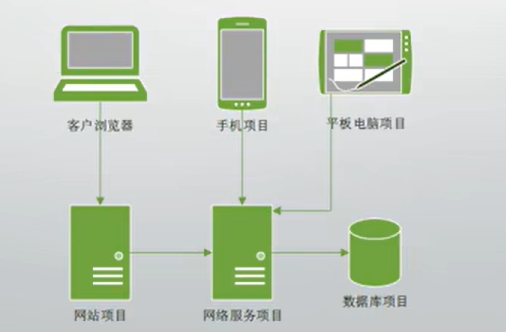 客户浏览器
手机项目
平板电脑项目
网站项目
网络服务项目
数据库项目